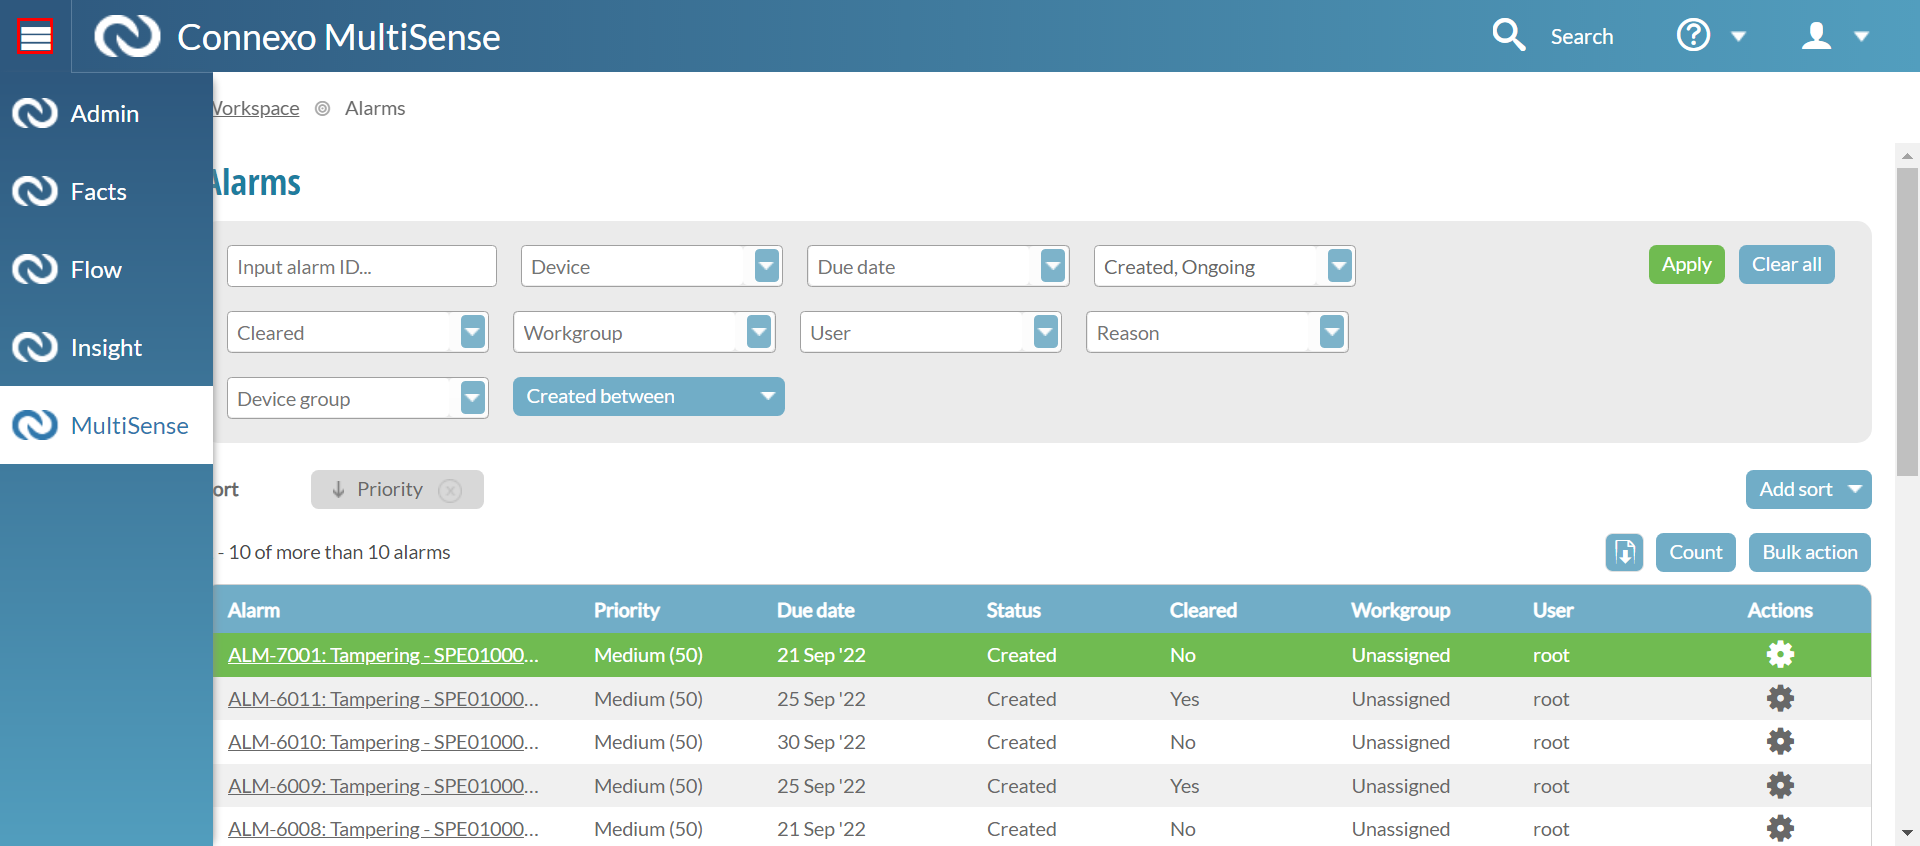 Connexo MultiSense
Search
Admin
Facts
Flow
Insight
MultiSense
Workspace Alarms
Alarms
Input alarm ID... Device Due date Created, Ongoing Apply Clear all
Cleared Workgroup User Reason
Device group Created between
ort Priority Add sort
- 10 of more than 10 alarms Count Bulk action
Alarm Priority Due date Status Cleared Workgroup User Actions
ALM-7001: Tampering - SPE01000... Medium (50) 21 Sep '22 Created No Unassigned root
ALM-6011: Tampering - SPE01000... Medium (50) 25 Sep '22 Created Yes Unassigned root
ALM-6010: Tampering - SPE01000... Medium (50) 30 Sep '22 Created No Unassigned root
ALM-6009: Tampering - SPE01000... Medium (50) 25 Sep '22 Created Yes Unassigned root
ALM-6008: Tampering - SPE01000... Medium (50) 21 Sep '22 Created No Unassigned root